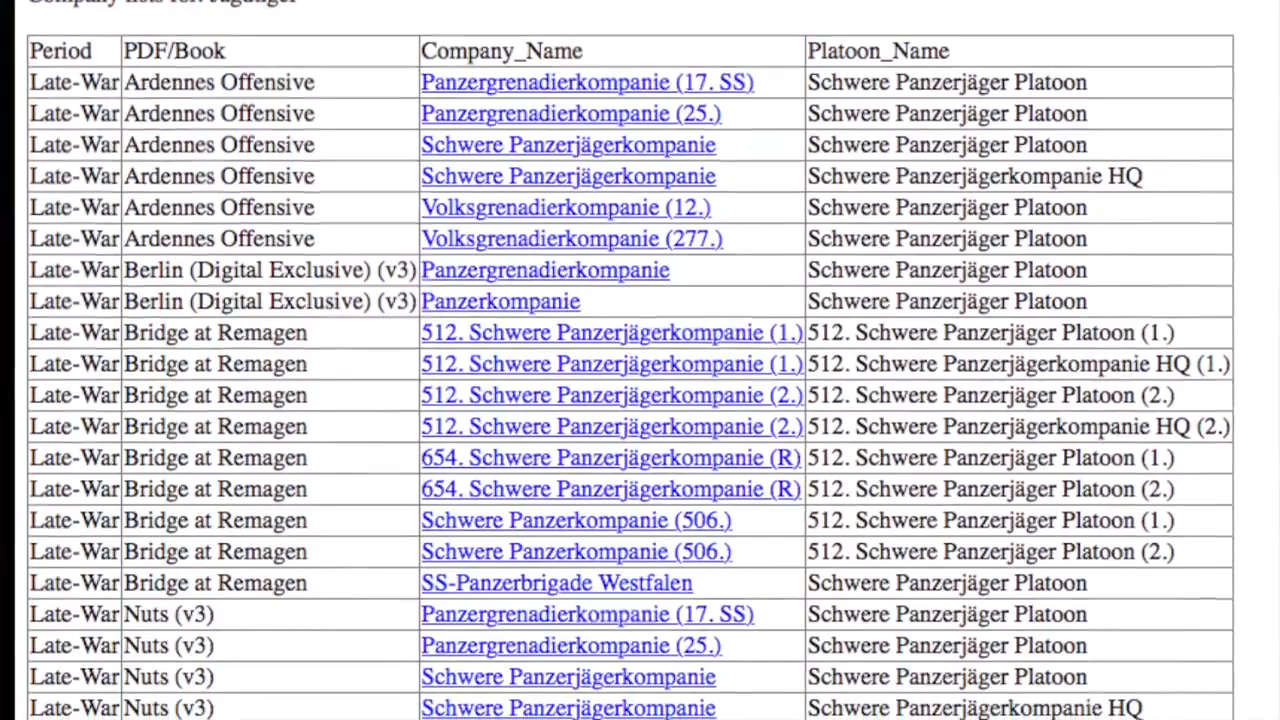 Company lists for: Jagdtiger
Period PDF/Book Company_Name Platoon_Name
Late-War Ardennes Offensive Panzergrenadierkompanie (17. SS) Schwere Panzerjäger Platoon
Late-War Ardennes Offensive Panzergrenadierkompanie (25.) Schwere Panzerjäger Platoon
Late-War Ardennes Offensive Schwere Panzerjägerkompanie Schwere Panzerjäger Platoon
Late-War Ardennes Offensive Schwere Panzerjägerkompanie Schwere Panzerjägerkompanie HQ
Late-War Ardennes Offensive Volksgrenadierkompanie (12.) Schwere Panzerjäger Platoon
Late-War Ardennes Offensive Volksgrenadierkompanie (277.) Schwere Panzerjäger Platoon
Late-War Berlin (Digital Exclusive) (v3) Panzergrenadierkompanie Schwere Panzerjäger Platoon
Late-War Berlin (Digital Exclusive) (v3) Panzerkompanie Schwere Panzerjäger Platoon
Late-War Bridge at Remagen 512. Schwere Panzerjägerkompanie (1.) 512. Schwere Panzerjäger Platoon (1.)
Late-War Bridge at Remagen 512. Schwere Panzerjägerkompanie (1.) 512. Schwere Panzerjägerkompanie HQ (1.)
Late-War Bridge at Remagen 512. Schwere Panzerjägerkompanie (2.) 512. Schwere Panzerjäger Platoon (2.)
Late-War Bridge at Remagen 512. Schwere Panzerjägerkompanie (2.) 512. Schwere Panzerjägerkompanie HQ (2.)
Late-War Bridge at Remagen 654. Schwere Panzerjägerkompanie (R) 512. Schwere Panzerjäger Platoon (1.)
Late-War Bridge at Remagen 654. Schwere Panzerjägerkompanie (R) 512. Schwere Panzerjäger Platoon (2.)
Late-War Bridge at Remagen Schwere Panzerkompanie (506.) 512. Schwere Panzerjäger Platoon (1.)
Late-War Bridge at Remagen Schwere Panzerkompanie (506.) 512. Schwere Panzerjäger Platoon (2.)
Late-War Bridge at Remagen SS-Panzerbrigade Westfalen Schwere Panzerjäger Platoon
Late-War Nuts (v3) Panzergrenadierkompanie (17. SS) Schwere Panzerjäger Platoon
Late-War Nuts (v3) Panzergrenadierkompanie (25.) Schwere Panzerjäger Platoon
Late-War Nuts (v3) Schwere Panzerjägerkompanie Schwere Panzerjäger Platoon
Late-War Nuts (v3) Schwere Panzerjägerkompanie Schwere Panzerjägerkompanie HQ